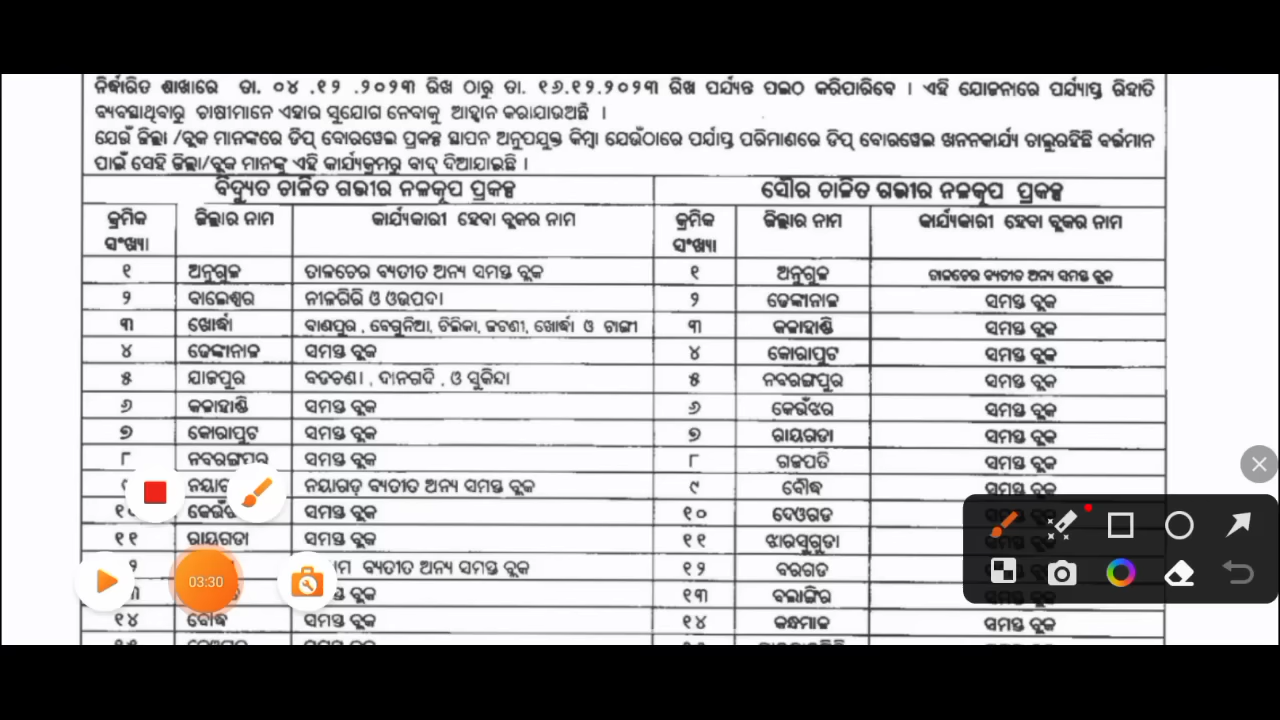 ନିର୍ଦ୍ଧାରିତ ଶାଖାରେ ତା. ୦୪ .୧୨ .୨୦୨୩ ରିଖ ଠାରୁ ତା. ୧୬.୧୨.୨୦୨୩ ରିଖ ପର୍ଯ୍ୟନ୍ତ ପଇଠ କରିପାରିବେ । ଏହି ଯୋଜନାରେ ପର୍ଯ୍ୟାପ୍ତ ରିହାତି
ବ୍ୟବସ୍ଥାଥିବାରୁ ଚାଷୀମାନେ ଏହାର ସୁଯୋଗ ନେବାକୁ ଆହ୍ୱାନ କରାଯାଉଅଛି ।
ଯେଉଁ ଜିଲ୍ଲା /ବ୍ଲକ ମାନଙ୍କରେ ଡିପ୍ ବୋରୱେଲ ପ୍ରକଳ୍ପ ସ୍ଥାପନ ଅନୁପଯୁକ୍ତ କିମ୍ବା ଯେଉଁଠାରେ ପର୍ଯାପ୍ତ ପରିମାଣରେ ଡିପ୍ ବୋରୱେଲ ଖନନକାର୍ଯ୍ୟ ଚାଲୁରହିଛି ବର୍ତ୍ତମାନ
ପାଇଁ ସେହି ଜିଲ୍ଲା/ବ୍ଲକ ମାନଙ୍କୁ ଏହି କାର୍ଯ୍ୟକ୍ରମରୁ ବାଦ୍ ଦିଆଯାଇଛି ।
ବିଦ୍ୟୁତ ଚାଳିତ ଗଭୀର ନଳକୂପ ପ୍ରକଳ୍ପ ସୌର ଚାଳିତ ଗଭୀର ନଳକୂପ ପ୍ରକଳ୍ପ
କ୍ରମିକ ଜିଲ୍ଲାର ନାମ କାର୍ଯ୍ୟକାରୀ ହେବା ବ୍ଲକର ନାମ କ୍ରମିକ ଜିଲ୍ଲାର ନାମ କାର୍ଯ୍ୟକାରୀ ହେବା ବ୍ଲକର ନାମ
ସଂଖ୍ୟା ସଂଖ୍ୟା
୧ ଅନୁଗୁଳ ତାଳଚେର ବ୍ୟତୀତ ଅନ୍ୟ ସମସ୍ତ ବ୍ଲକ ୧ ଅନୁଗୁଳ ତାଳଚେର ବ୍ୟତୀତ ଅନ୍ୟ ସମସ୍ତ ବ୍ଲକ
୨ ବାଲେଶ୍ୱର ନୀଳଗିରି ଓ ଓଉପଦା ୨ ଢେଙ୍କାନାଳ ସମସ୍ତ ବ୍ଲକ
୩ ଖୋର୍ଦ୍ଧା ବାଣପୁର , ବେଗୁନିଆ, ଚିଲିକା, ଜଟଣୀ, ଖୋର୍ଦ୍ଧା ଓ ଟାଙ୍ଗୀ ୩ କଳାହାଣ୍ଡି ସମସ୍ତ ବ୍ଲକ
୪ ଢେଙ୍କାନାଳ ସମସ୍ତ ବ୍ଲକ ୪ କୋରାପୁଟ ସମସ୍ତ ବ୍ଲକ
୫ ଯାଜପୁର ବଡଚଣା , ଦାନଗଦି , ଓ ସୁକିନ୍ଦା ୫ ନବରଙ୍ଗପୁର ସମସ୍ତ ବ୍ଲକ
୬ କଳାହାଣ୍ଡି ସମସ୍ତ ବ୍ଲକ ୬ କେଉଁଝର ସମସ୍ତ ବ୍ଲକ
୭ କୋରାପୁଟ ସମସ୍ତ ବ୍ଲକ ୭ ରାୟଗଡା ସମସ୍ତ ବ୍ଲକ
୮ ନବରଙ୍ଗପୁର ସମସ୍ତ ବ୍ଲକ ୮ ଗଜପତି ସମସ୍ତ ବ୍ଲକ
ନୟାଗଡ଼ ବ୍ୟତୀତ ଅନ୍ୟ ସମସ୍ତ ବ୍ଲକ ୯ ବୌଦ୍ଧ ସମସ୍ତ ବ୍ଲକ
ସମସ୍ତ ବ୍ଲକ ୧୦ ଦେଓଗଡ
୧୧ ରାୟଗଡା ସମସ୍ତ ବ୍ଲକ ୧୧ ଝାରସୁଗୁଡା
ବ୍ୟତୀତ ଅନ୍ୟ ସମସ୍ତ ବ୍ଲକ ୧୨ ବରଗଡ
03:30
ବ୍ଲକ ୧୩ ବଲାଙ୍ଗିର
୧୪ ବୌଦ୍ଧ ସମସ୍ତ ବ୍ଲକ ୧୪ କନ୍ଧମାଳ ସମସ୍ତ ବ୍ଲକ